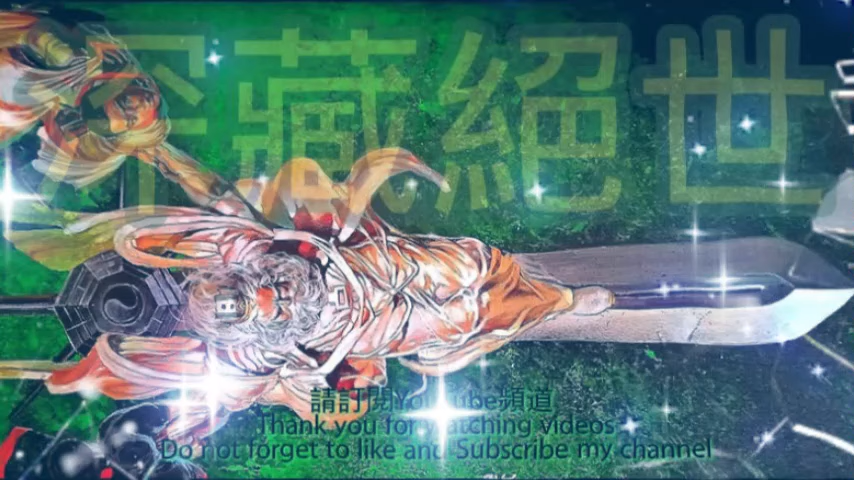 深藏絕世
請訂閱YouTube頻道
Thank you for watching videos
Do not forget to like and Subscribe my channel